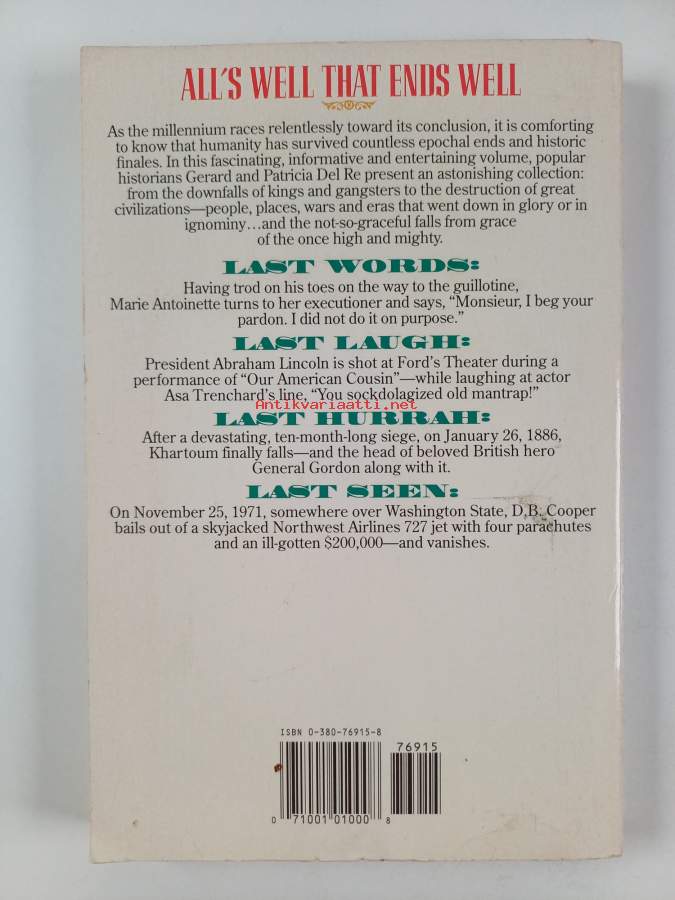 ALL'S WELL THAT ENDS WELL
As the millennium races relentlessly toward its conclusion, it is comforting
to know that humanity has survived countless epochal ends and historic
finales. In this fascinating, informative and entertaining volume, popular
historians Gerard and Patricia Del Re present an astonishing collection:
from the downfalls of kings and gangsters to the destruction of great
civilizations—people, places, wars and eras that went down in glory or in
ignominy...and the not-so-graceful falls from grace
of the once high and mighty.
LAST WORDS:
Having trod on his toes on the way to the guillotine,
Marie Antoinette turns to her executioner and says, “Monsieur, I beg your
pardon. I did not do it on purpose.”
LAST LAUGH:
President Abraham Lincoln is shot at Ford's Theater during a
performance of “Our American Cousin”—while laughing at actor
Asa Trenchard's line, “You sockdolagized old mantrap!”
Antikvariaatti.net
LAST HURRAH:
After a devastating, ten-month-long siege, on January 26, 1886,
Khartoum finally falls—and the head of beloved British hero
General Gordon along with it.
LAST SEEN:
On November 25, 1971, somewhere over Washington State, D.B. Cooper
bails out of a skyjacked Northwest Airlines 727 jet with four parachutes
and an ill-gotten $200,000—and vanishes.
ISBN 0-380-76915-8
76915
0 71001 01000 8